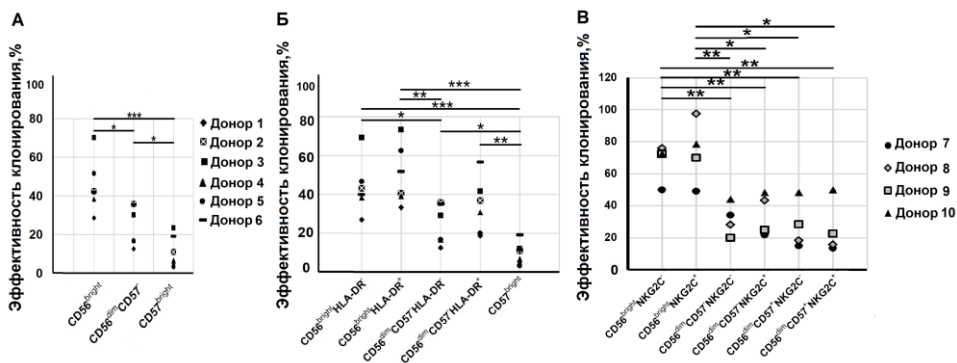 А
Эффективность клонирования,%
100
80
60
40
20
0
***
*
*
CD56bright
CD56dimCD57-
CD57bright
Донор 1
Донор 2
Донор 3
Донор 4
Донор 5
Донор 6
Б
Эффективность клонирования,%
100
80
60
40
20
0
***
**
***
*
*
**
CD56brightHLA-DR-
CD56brightHLA-DR+
CD56dimCD57-HLA-DR-
CD56dimCD57-HLA-DR+
CD57bright
В
Эффективность клонирования,%
120
100
80
60
40
20
0
*
*
*
**
**
**
**
**
CD56brightNKG2C-
CD56brightNKG2C+
CD56dimCD57-NKG2C-
CD56dimCD57-NKG2C+
CD56dimCD57+NKG2C-
CD56dimCD57+NKG2C+
Донор 7
Донор 8
Донор 9
Донор 10